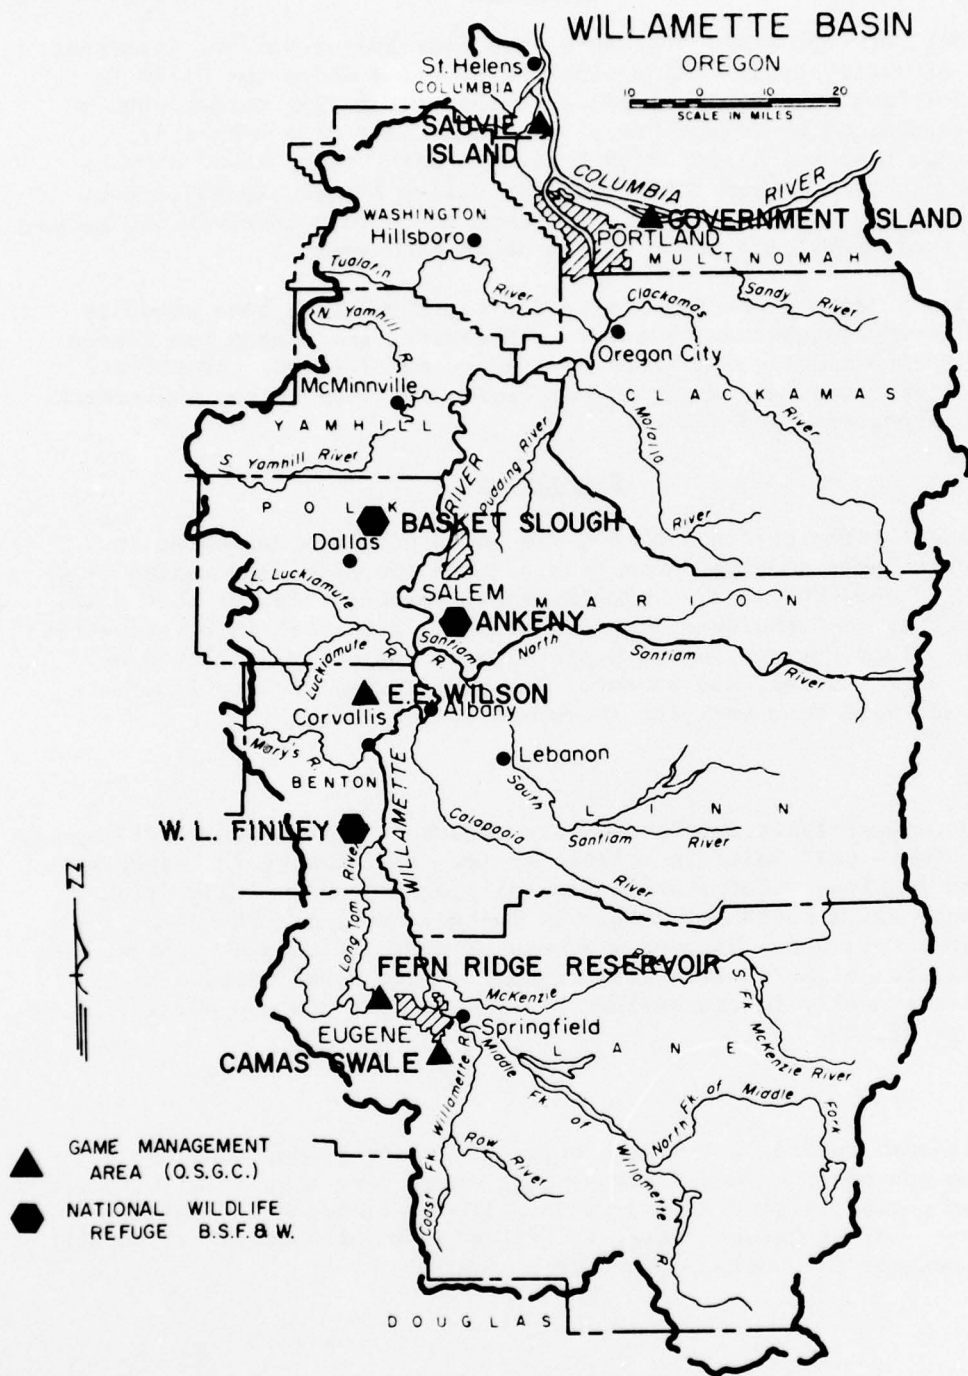 WILLAMETTE BASIN
OREGON
10 0 10 20
SCALE IN MILES
St. Helens
COLUMBIA
SAUVIE
ISLAND
COLUMBIA RIVER
GOVERNMENT ISLAND
WASHINGTON
Hillsboro
PORTLAND
MULTNOMAH
Tualatin River
Clackamas River
Sandy River
N. Yamhill R.
Oregon City
McMinnville
CLACKAMAS
YAMHILL
Molalla River
Pudding River
S. Yamhill River
RIVER
POLK
BASKET SLOUGH
Dallas
L. Luckiamute R.
SALEM
MARION
ANKENY
Santiam R.
North Santiam River
Luckiamute R
E.E. WILSON
Albany
Corvallis
Mary's R.
Lebanon
BENTON
WILLAMETTE
South Santiam River
LINN
W. L. FINLEY
Calapooia River
Long Tom River
FERN RIDGE RESERVOIR
McKenzie River
S. Fk McKenzie River
EUGENE
Springfield
LANE
CAMAS SWALE
Coast Fk Willamette R.
Middle Fk of Willamette R
North Fk. of Middle Fork
Row River
GAME MANAGEMENT
AREA (O.S.G.C.)
NATIONAL WILDLIFE
REFUGE B.S.F. & W.
DOUGLAS